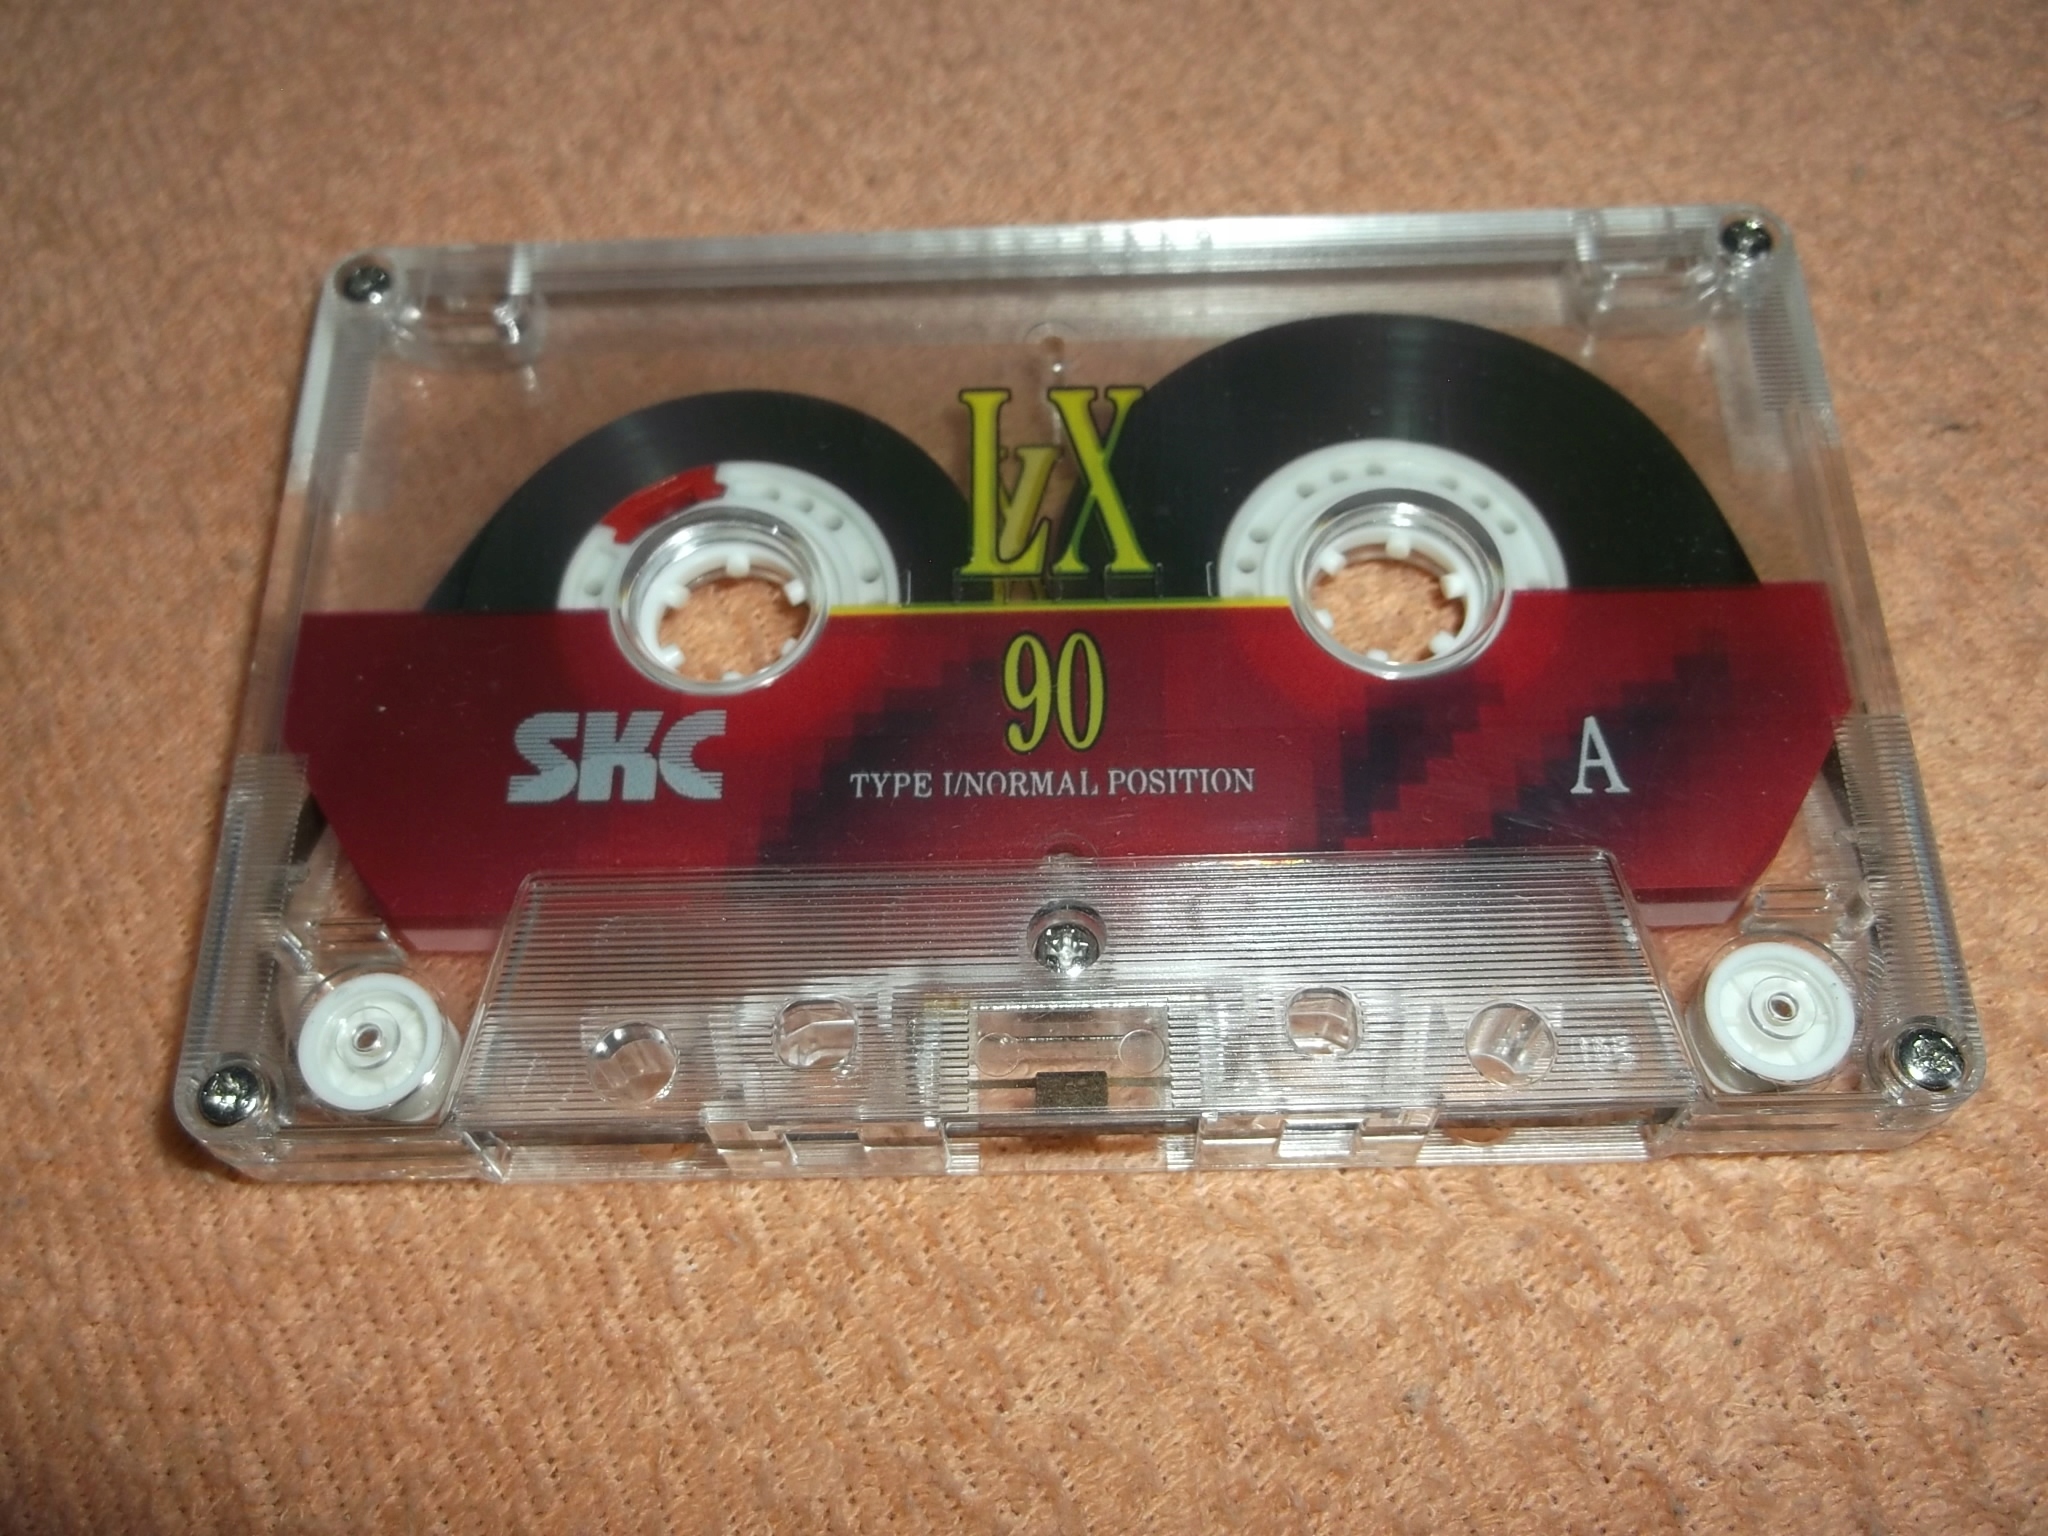 LX
90
SKC
TYPE I/NORMAL POSITION
A